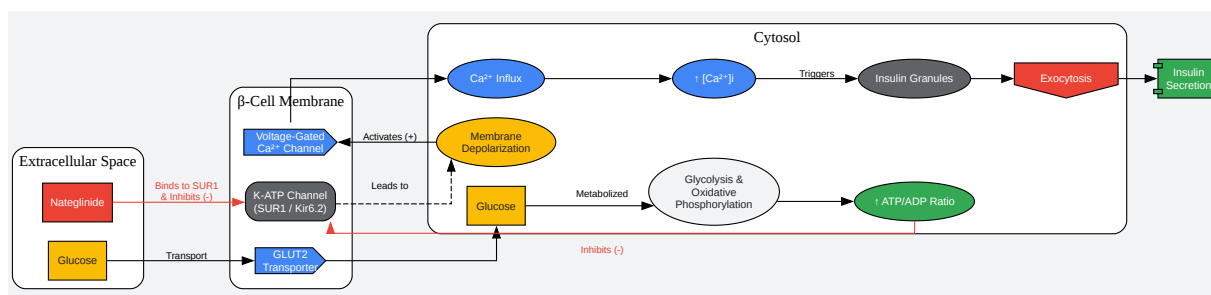 Cytosol
Ca²⁺ Influx
↑ [Ca²⁺]i
Triggers
Insulin Granules
Exocytosis
Insulin
Secretion
β-Cell Membrane
Voltage-Gated
Ca²⁺ Channel
Activates (+)
Membrane
Depolarization
Extracellular Space
Nateglinide
Binds to SUR1
& Inhibits (-)
K-ATP Channel
(SUR1 / Kir6.2)
Leads to
Glucose
Metabolized
Glycolysis &
Oxidative
Phosphorylation
↑ ATP/ADP Ratio
Inhibits (-)
Glucose
Transport
GLUT2
Transporter